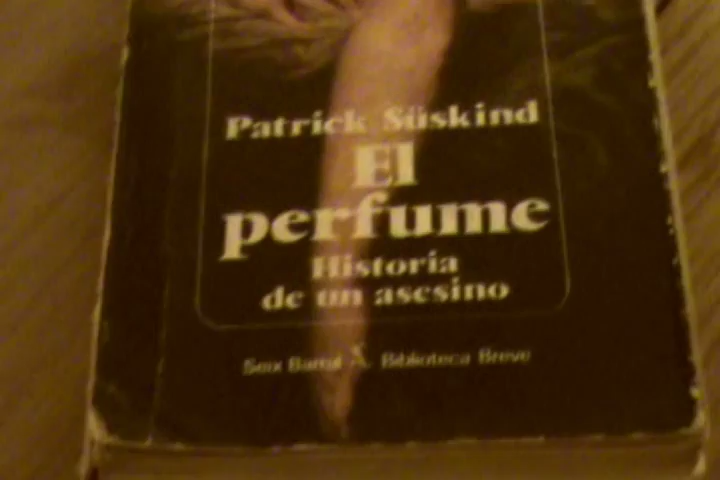 Patrick Süskind
El
perfume
Historia
de un asesino
Seix Barral Biblioteca Breve